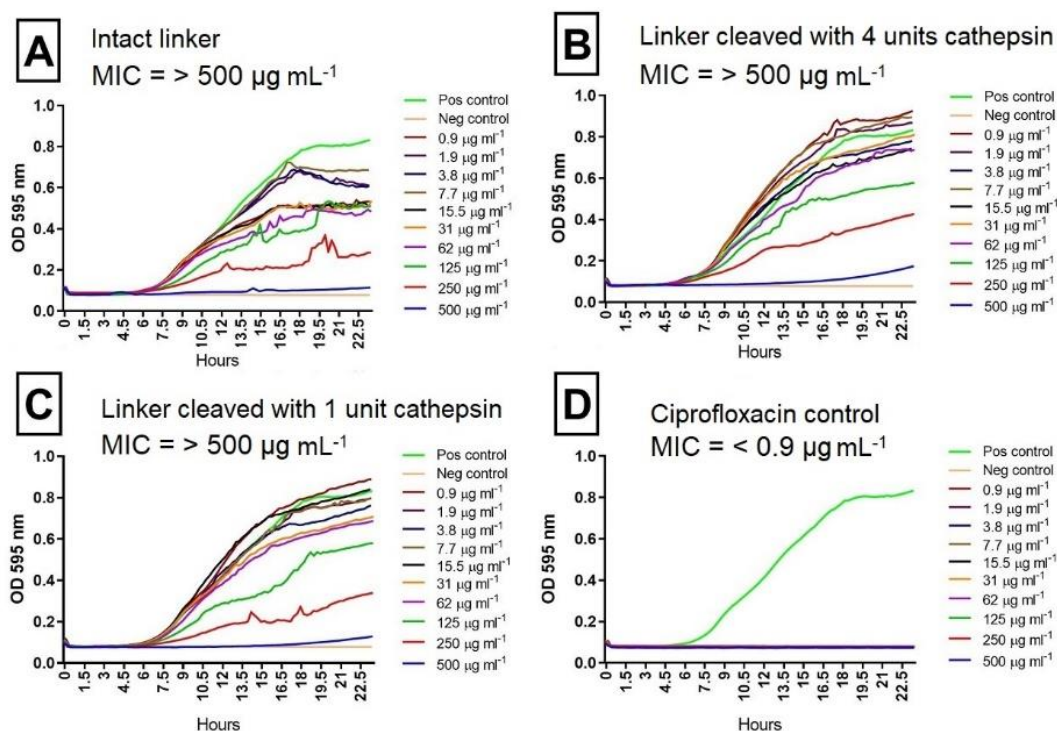 A
Intact linker
MIC = > 500 µg mL⁻¹
OD 595 nm
1.0
0.8
0.6
0.4
0.2
0.0
0 1.5 3 4.5 6 7.5 9 10.5 12 13.5 15 16.5 18 19.5 21 22.5
Hours
Pos control
Neg control
0.9 µg ml⁻¹
1.9 µg ml⁻¹
3.8 µg ml⁻¹
7.7 µg ml⁻¹
15.5 µg ml⁻¹
31 µg ml⁻¹
62 µg ml⁻¹
125 µg ml⁻¹
250 µg ml⁻¹
500 µg ml⁻¹
B
Linker cleaved with 4 units cathepsin
MIC = > 500 µg mL⁻¹
OD 595 nm
1.0
0.8
0.6
0.4
0.2
0.0
0 1.5 3 4.5 6 7.5 9 10.5 12 13.5 15 16.5 18 19.5 21 22.5
Hours
Pos control
Neg control
0.9 µg ml⁻¹
1.9 µg ml⁻¹
3.8 µg ml⁻¹
7.7 µg ml⁻¹
15.5 µg ml⁻¹
31 µg ml⁻¹
62 µg ml⁻¹
125 µg ml⁻¹
250 µg ml⁻¹
500 µg ml⁻¹
C
Linker cleaved with 1 unit cathepsin
MIC = > 500 µg mL⁻¹
OD 595 nm
1.0
0.8
0.6
0.4
0.2
0.0
0 1.5 3 4.5 6 7.5 9 10.5 12 13.5 15 16.5 18 19.5 21 22.5
Hours
Pos control
Neg control
0.9 µg ml⁻¹
1.9 µg ml⁻¹
3.8 µg ml⁻¹
7.7 µg ml⁻¹
15.5 µg ml⁻¹
31 µg ml⁻¹
62 µg ml⁻¹
125 µg ml⁻¹
250 µg ml⁻¹
500 µg ml⁻¹
D
Ciprofloxacin control
MIC = < 0.9 µg mL⁻¹
OD 595 nm
1.0
0.8
0.6
0.4
0.2
0.0
0 1.5 3 4.5 6 7.5 9 10.5 12 13.5 15 16.5 18 19.5 21 22.5
Hours
Pos control
Neg control
0.9 µg ml⁻¹
1.9 µg ml⁻¹
3.8 µg ml⁻¹
7.7 µg ml⁻¹
15.5 µg ml⁻¹
31 µg ml⁻¹
62 µg ml⁻¹
125 µg ml⁻¹
250 µg ml⁻¹
500 µg ml⁻¹